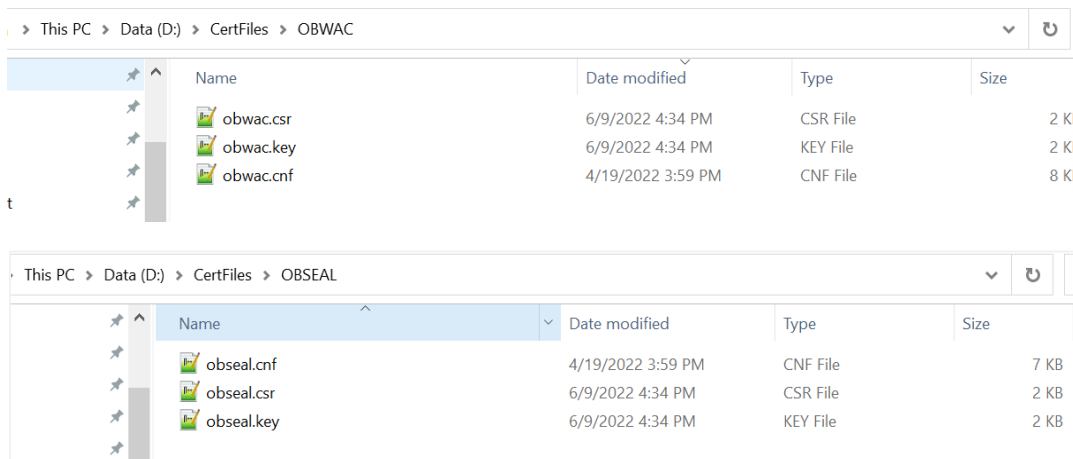 This PC > Data (D:) > CertFiles > OBWAC
Name Date modified Type Size
obwac.csr 6/9/2022 4:34 PM CSR File 2 K
obwac.key 6/9/2022 4:34 PM KEY File 2 K
obwac.cnf 4/19/2022 3:59 PM CNF File 8 K
t
This PC > Data (D:) > CertFiles > OBSEAL
Name Date modified Type Size
obseal.cnf 4/19/2022 3:59 PM CNF File 7 KB
obseal.csr 6/9/2022 4:34 PM CSR File 2 KB
obseal.key 6/9/2022 4:34 PM KEY File 2 KB